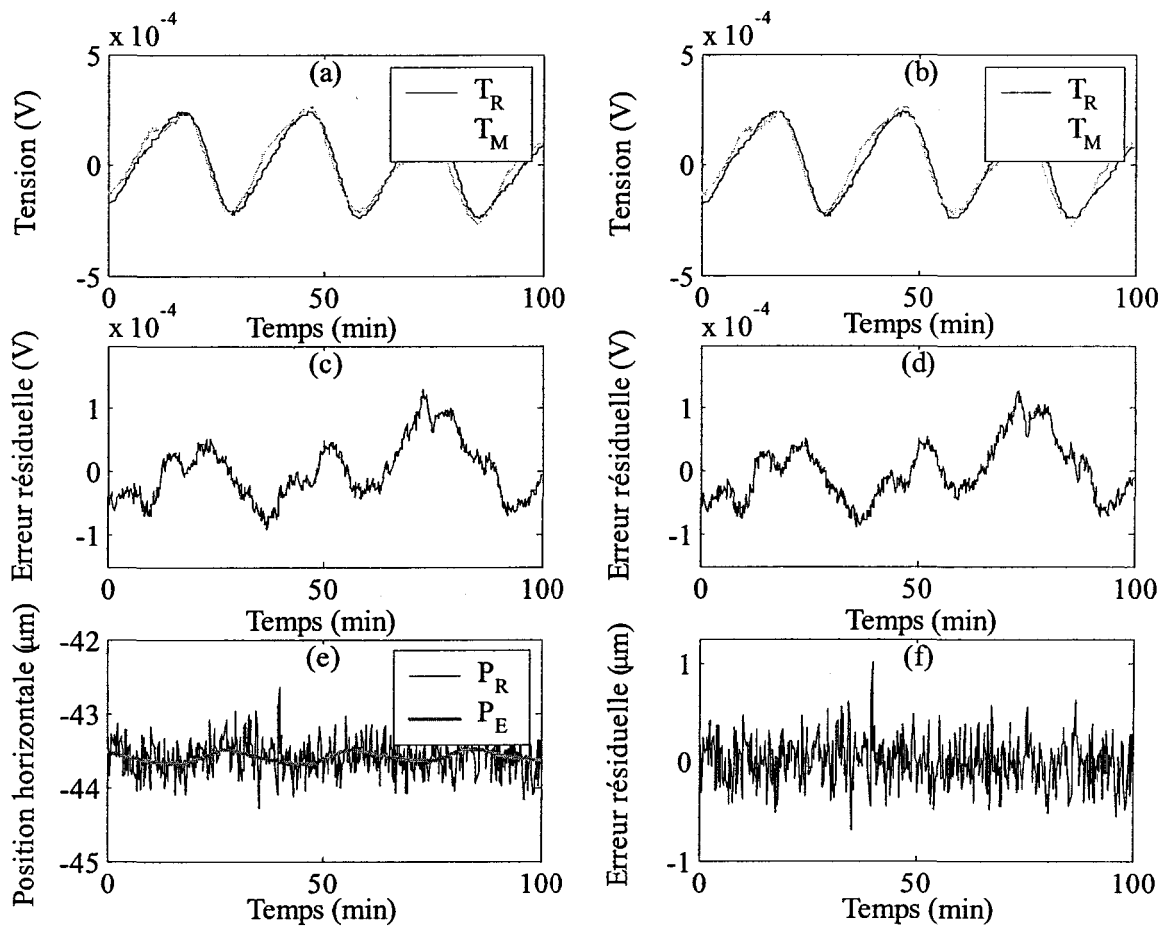 x 10⁻⁴
5
0
-5
Tension (V)
(a)
T_R
T_M
0
50
100
Temps (min)
x 10⁻⁴
5
0
-5
Tension (V)
(b)
T_R
T_M
0
50
100
Temps (min)
x 10⁻⁴
1
0
-1
Erreur résiduelle (V)
(c)
0
50
100
Temps (min)
x 10⁻⁴
1
0
-1
Erreur résiduelle (V)
(d)
0
50
100
Temps (min)
-42
-43
-44
-45
Position horizontale (µm)
(e)
P_R
P_E
0
50
100
Temps (min)
1
0
-1
Erreur résiduelle (µm)
(f)
0
50
100
Temps (min)